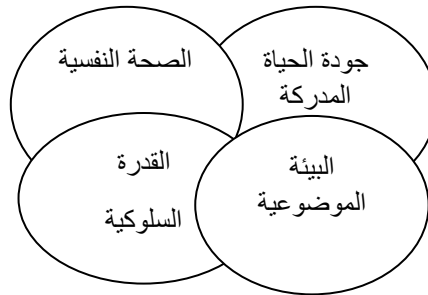 جودة الحياة
المدركة
الصحة النفسية
البيئة
الموضوعية
القدرة
السلوكية